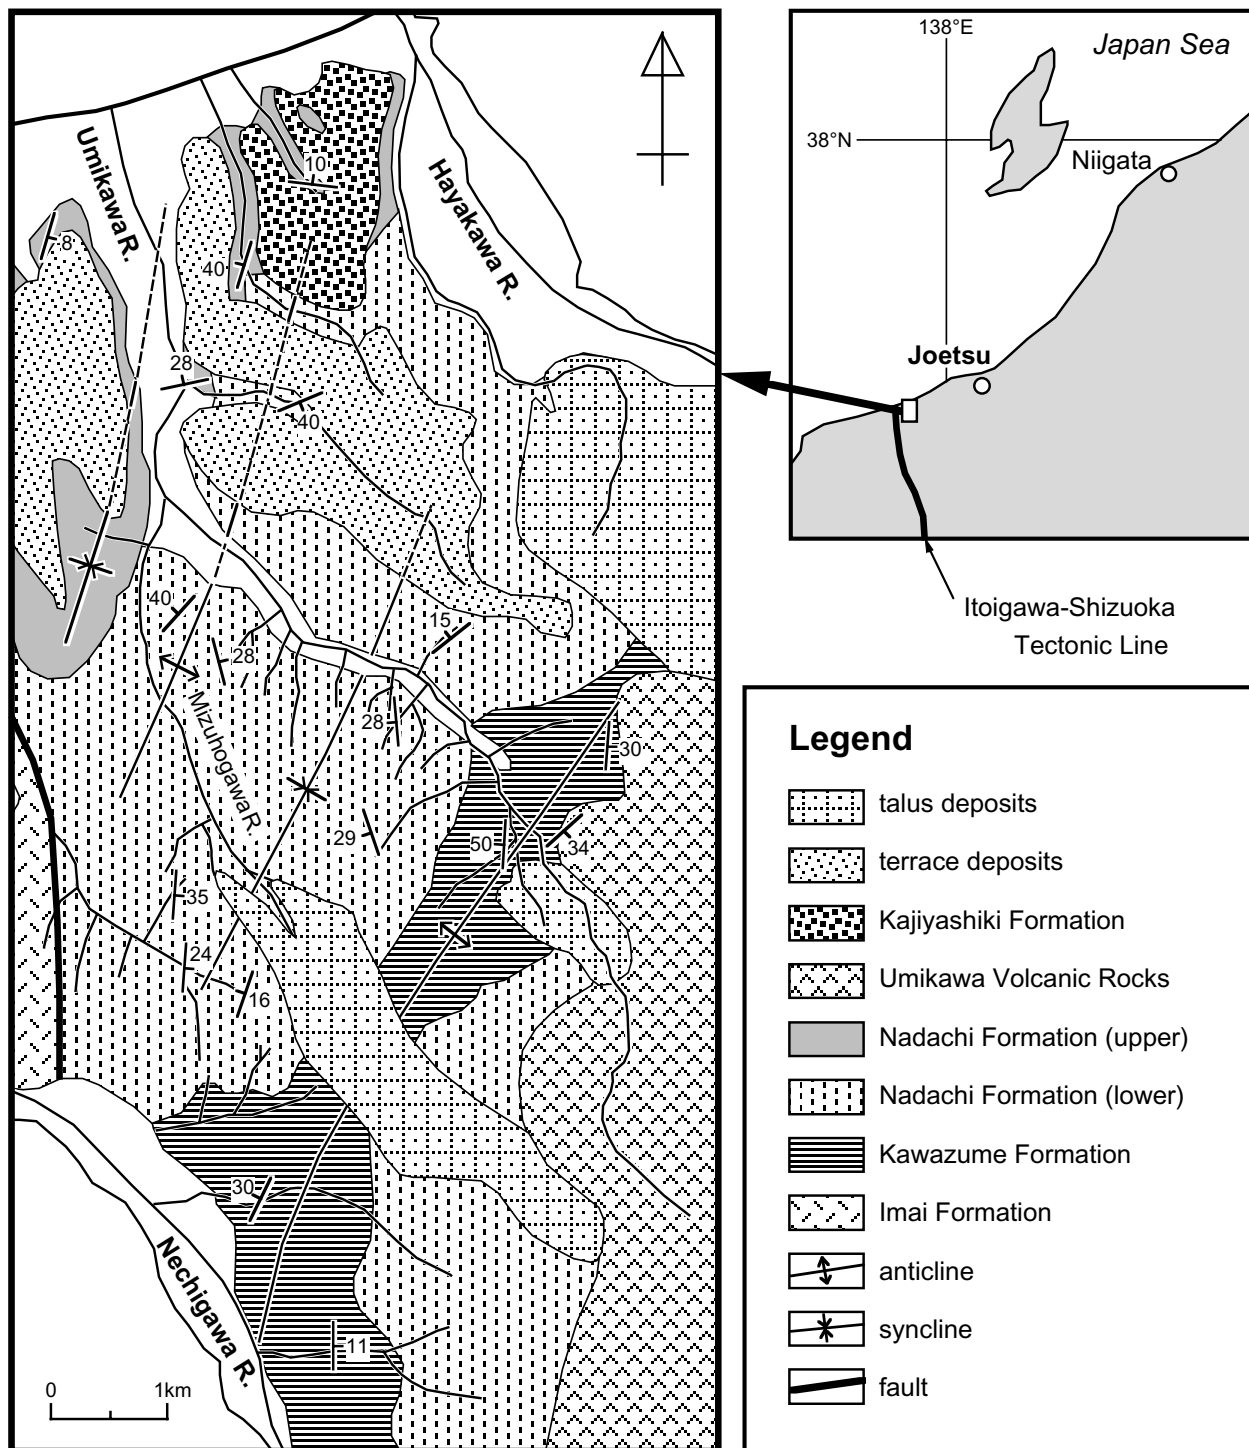 Umikawa R.
Hayakawa R.
10
8
40
28
40
40
28
15
28
30
Mizuhogawa R.
29
50
34
35
24
16
30
11
Nechigawa R.
0 1km
138°E
Japan Sea
38°N
Niigata
Joetsu
Itoigawa-Shizuoka
Tectonic Line
Legend
talus deposits
terrace deposits
Kajiyashiki Formation
Umikawa Volcanic Rocks
Nadachi Formation (upper)
Nadachi Formation (lower)
Kawazume Formation
Imai Formation
anticline
syncline
fault